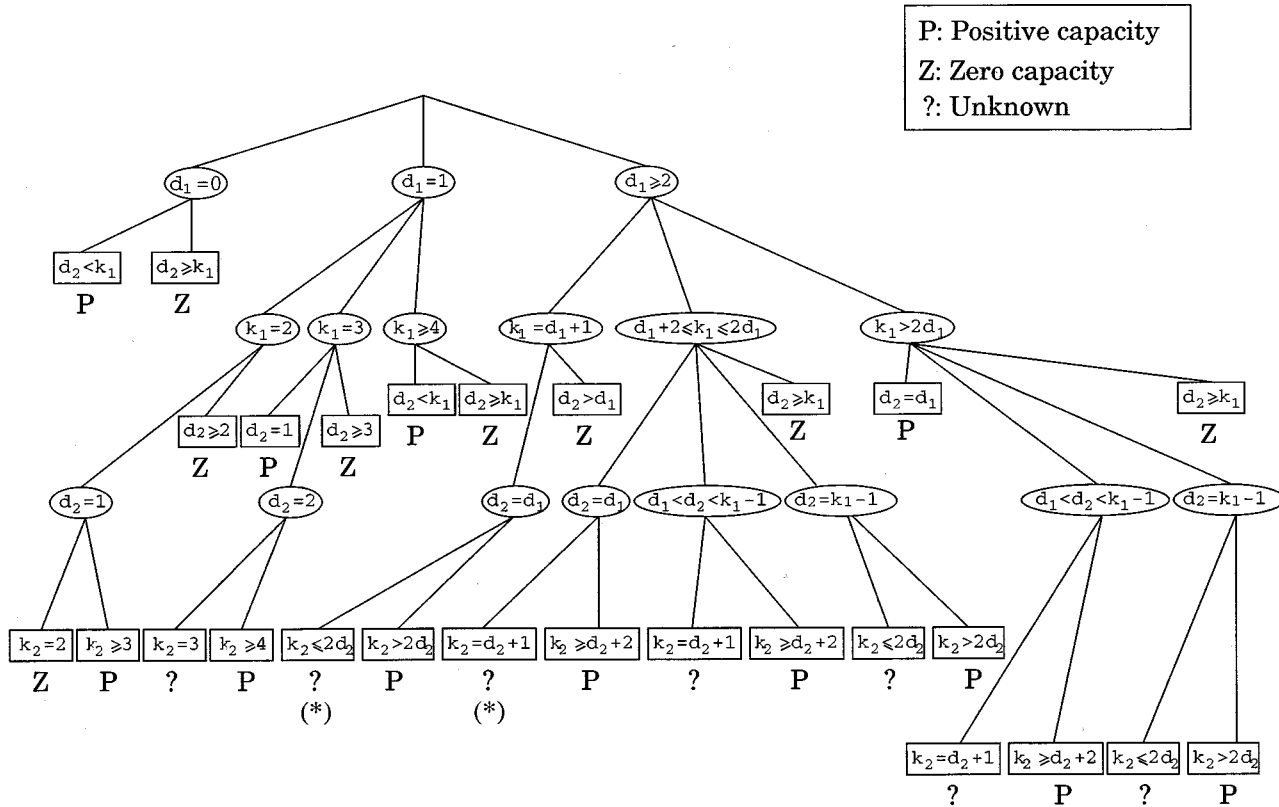 P: Positive capacity
Z: Zero capacity
?: Unknown
d₁=0 d₁=1 d₁⩾2
d₂<k₁ d₂⩾k₁
P Z
k₁=2 k₁=3 k₁⩾4 k₁=d₁+1 d₁+2⩽k₁⩽2d₁ k₁>2d₁
d₂<k₁ d₂⩾k₁ d₂>d₁ d₂⩾k₁ d₂=d₁ d₂⩾k₁
P Z Z Z P Z
d2⩾2 d₂=1 d₂⩾3
Z P Z
d₂=1 d₂=2 d₂=d₁ d₂=d₁ d₁<d₂<k₁-1 d₂=k₁-1 d₁<d₂<k₁-1 d₂=k₁-1
k₂=2 k₂⩾3 k₂=3 k₂⩾4 k₂⩽2d₂ k₂>2d₂ k₂=d₂+1 k₂⩾d₂+2 k₂=d₂+1 k₂⩾d₂+2 k₂⩽2d₂ k₂>2d₂
Z P ? P ? P ? P ? P ? P
(*) (*)
k₂=d₂+1 k₂⩾d₂+2 k₂⩽2d₂ k₂>2d₂
? P ? P